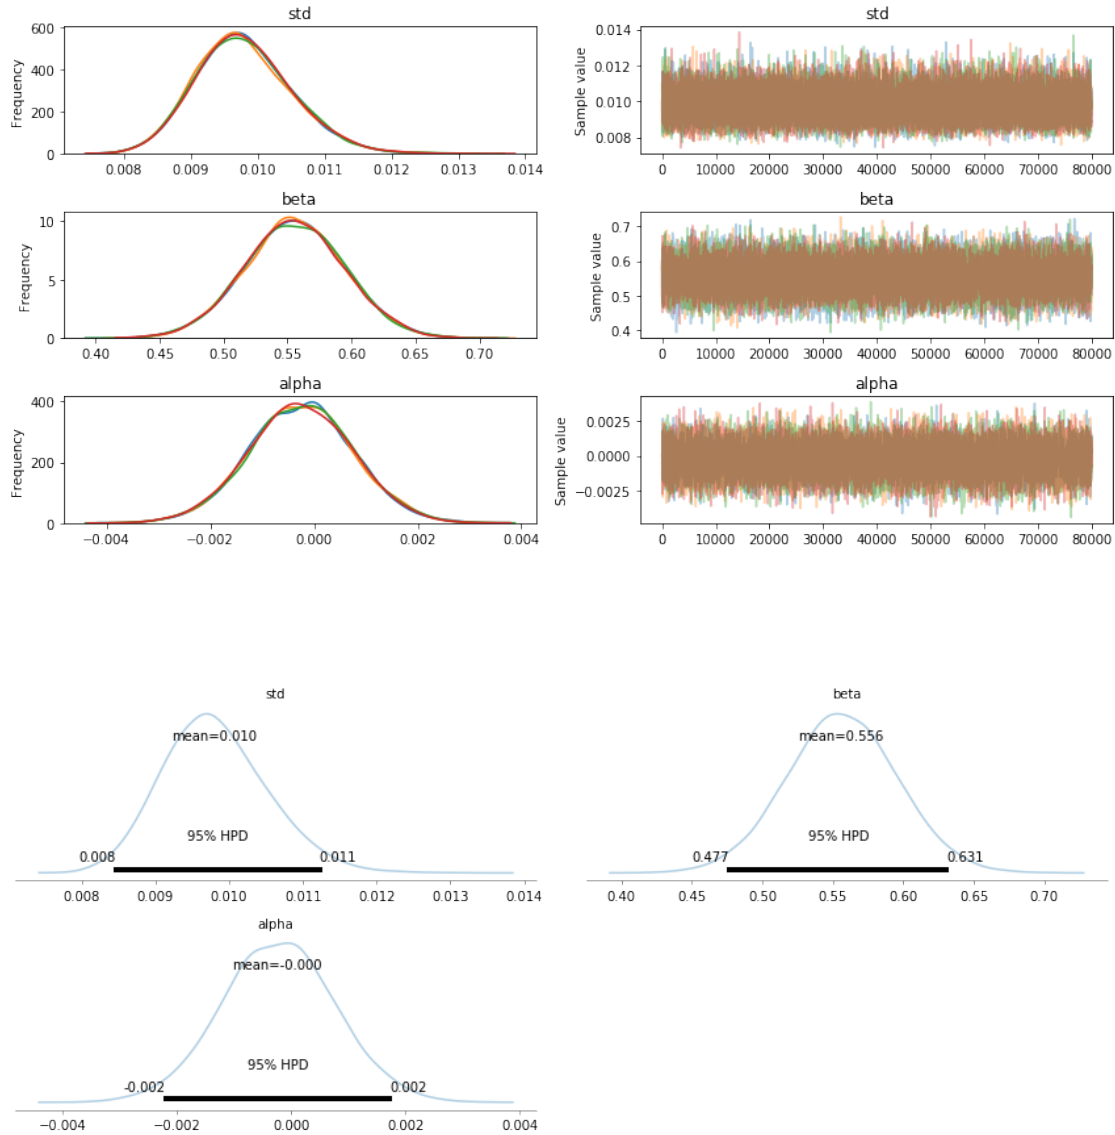 std
Frequency
600
400
200
0
0.008 0.009 0.010 0.011 0.012 0.013 0.014
std
Sample value
0.014
0.012
0.010
0.008
0 10000 20000 30000 40000 50000 60000 70000 80000
beta
Frequency
10
5
0
0.40 0.45 0.50 0.55 0.60 0.65 0.70
beta
Sample value
0.7
0.6
0.5
0.4
0 10000 20000 30000 40000 50000 60000 70000 80000
alpha
Frequency
400
200
0
−0.004 −0.002 0.000 0.002 0.004
alpha
Sample value
0.0025
0.0000
−0.0025
0 10000 20000 30000 40000 50000 60000 70000 80000
std
mean=0.010
95% HPD
0.008 0.011
0.008 0.009 0.010 0.011 0.012 0.013 0.014
beta
mean=0.556
95% HPD
0.477 0.631
0.40 0.45 0.50 0.55 0.60 0.65 0.70
alpha
mean=-0.000
95% HPD
-0.002 0.002
−0.004 −0.002 0.000 0.002 0.004